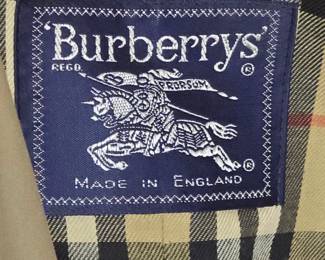 'Burberrys'
REGD. ®
PRORSUM
®
MADE IN ENGLAND